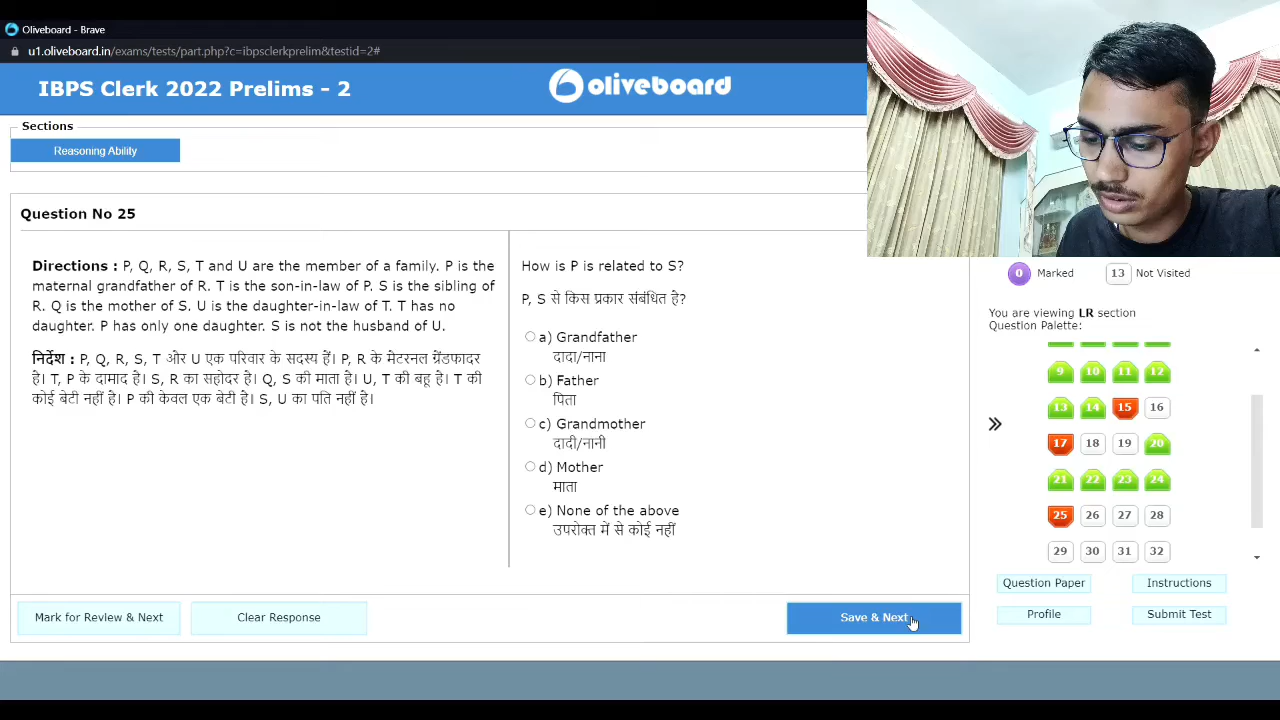 Oliveboard - Brave
u1.oliveboard.in/exams/tests/part.php?c=ibpsclerkprelim&testid=2#
IBPS Clerk 2022 Prelims - 2
oliveboard
Sections
Reasoning Ability
Question No 25
Directions : P, Q, R, S, T and U are the member of a family. P is the
maternal grandfather of R. T is the son-in-law of P. S is the sibling of
R. Q is the mother of S. U is the daughter-in-law of T. T has no
daughter. P has only one daughter. S is not the husband of U.
निर्देश : P, Q, R, S, T और U एक परिवार के सदस्य हैं। P, R के मैटरनल ग्रैंडफादर
है। T, P के दामाद है। S, R का सहोदर है। Q, S की माता है। U, T की बहू है। T की
कोई बेटी नहीं है। P की केवल एक बेटी है। S, U का पति नहीं है।
How is P is related to S?
P, S से किस प्रकार संबंधित है?
a) Grandfather
दादा/नाना
b) Father
पिता
c) Grandmother
दादी/नानी
d) Mother
माता
e) None of the above
उपरोक्त में से कोई नहीं
Mark for Review & Next
Clear Response
Save & Next
0 Marked 13 Not Visited
You are viewing LR section
Question Palette:
9 10 11 12
13 14 15 16
17 18 19 20
21 22 23 24
25 26 27 28
29 30 31 32
Question Paper Instructions
Profile Submit Test